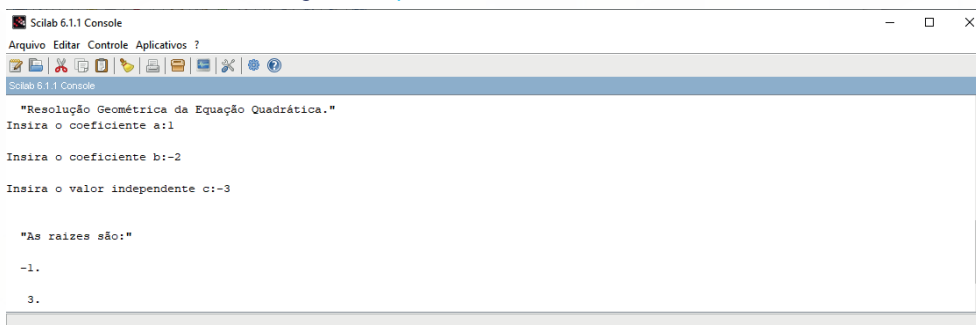 Scilab 6.1.1 Console
Arquivo Editar Controle Aplicativos ?
Scilab 6.1.1 Console
"Resolução Geométrica da Equação Quadrática."
Insira o coeficiente a:1
Insira o coeficiente b:-2
Insira o valor independente c:-3
"As raizes são:"
-1.
3.